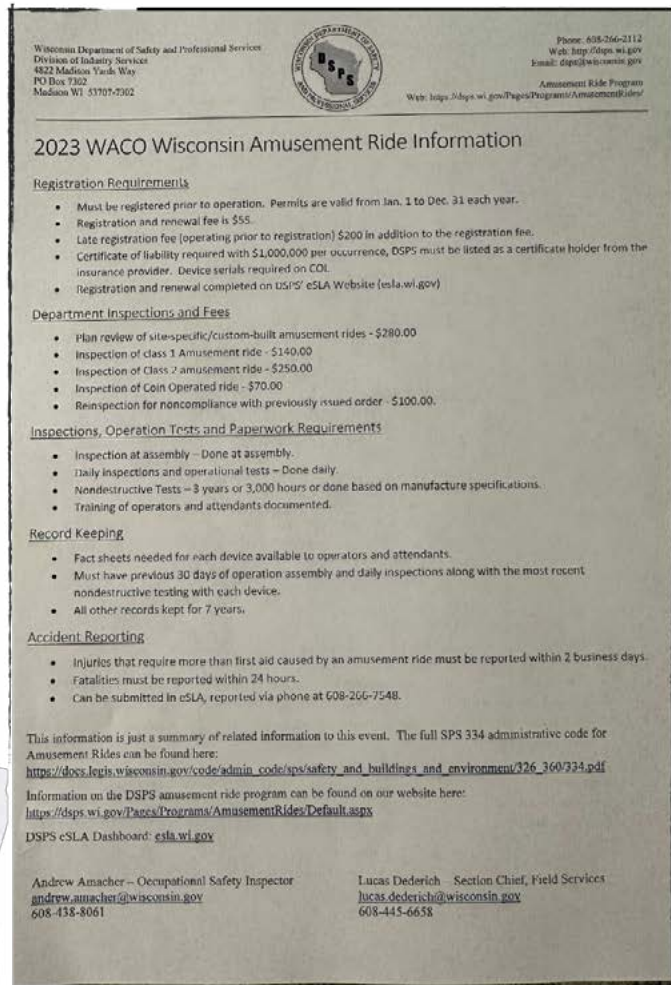 Wisconsin Department of Safety and Professional Services
Division of Industry Services
4822 Madison Yards Way
PO Box 7302
Madison WI 53707-7302
WISCONSIN DEPARTMENT OF SAFETY
AND PROFESSIONAL SERVICES
DSPS
Phone: 608-266-2112
Web: http://dsps.wi.gov
Email: dsps@wisconsin.gov
Amusement Ride Program
Web: https://dsps.wi.gov/Pages/Programs/AmusementRides/
2023 WACO Wisconsin Amusement Ride Information
Registration Requirements
• Must be registered prior to operation. Permits are valid from Jan. 1 to Dec. 31 each year.
• Registration and renewal fee is $55.
• Late registration fee (operating prior to registration) $200 in addition to the registration fee.
• Certificate of liability required with $1,000,000 per occurrence, DSPS must be listed as a certificate holder from the
insurance provider. Device serials required on COI.
• Registration and renewal completed on DSPS' eSLA Website (esla.wi.gov)
Department Inspections and Fees
• Plan review of site-specific/custom-built amusement rides - $280.00
• Inspection of class 1 Amusement ride - $140.00
• Inspection of Class 2 amusement ride - $250.00
• Inspection of Coin Operated ride - $70.00
• Reinspection for noncompliance with previously issued order - $100.00.
Inspections, Operation Tests and Paperwork Requirements
• Inspection at assembly – Done at assembly.
• Daily inspections and operational tests – Done daily.
• Nondestructive Tests – 3 years or 3,000 hours or done based on manufacture specifications.
• Training of operators and attendants documented.
Record Keeping
• Fact sheets needed for each device available to operators and attendants.
• Must have previous 30 days of operation assembly and daily inspections along with the most recent
nondestructive testing with each device.
• All other records kept for 7 years.
Accident Reporting
• Injuries that require more than first aid caused by an amusement ride must be reported within 2 business days.
• Fatalities must be reported within 24 hours.
• Can be submitted in eSLA, reported via phone at 608-266-7548.
This information is just a summary of related information to this event. The full SPS 334 administrative code for
Amusement Rides can be found here:
https://docs.legis.wisconsin.gov/code/admin_code/sps/safety_and_buildings_and_environment/326_360/334.pdf
Information on the DSPS amusement ride program can be found on our website here:
https://dsps.wi.gov/Pages/Programs/AmusementRides/Default.aspx
DSPS eSLA Dashboard: esla.wi.gov
Andrew Amacher – Occupational Safety Inspector
andrew.amacher@wisconsin.gov
608-438-8061
Lucas Dederich – Section Chief, Field Services
lucas.dederich@wisconsin.gov
608-445-6658